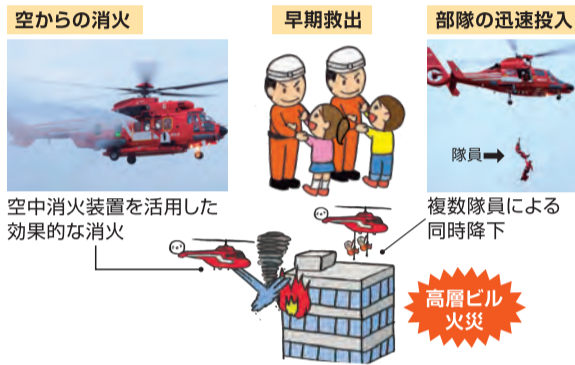 空からの消火
早期救出
部隊の迅速投入
隊員
空中消火装置を活用した
効果的な消火
複数隊員による
同時降下
高層ビル
火災